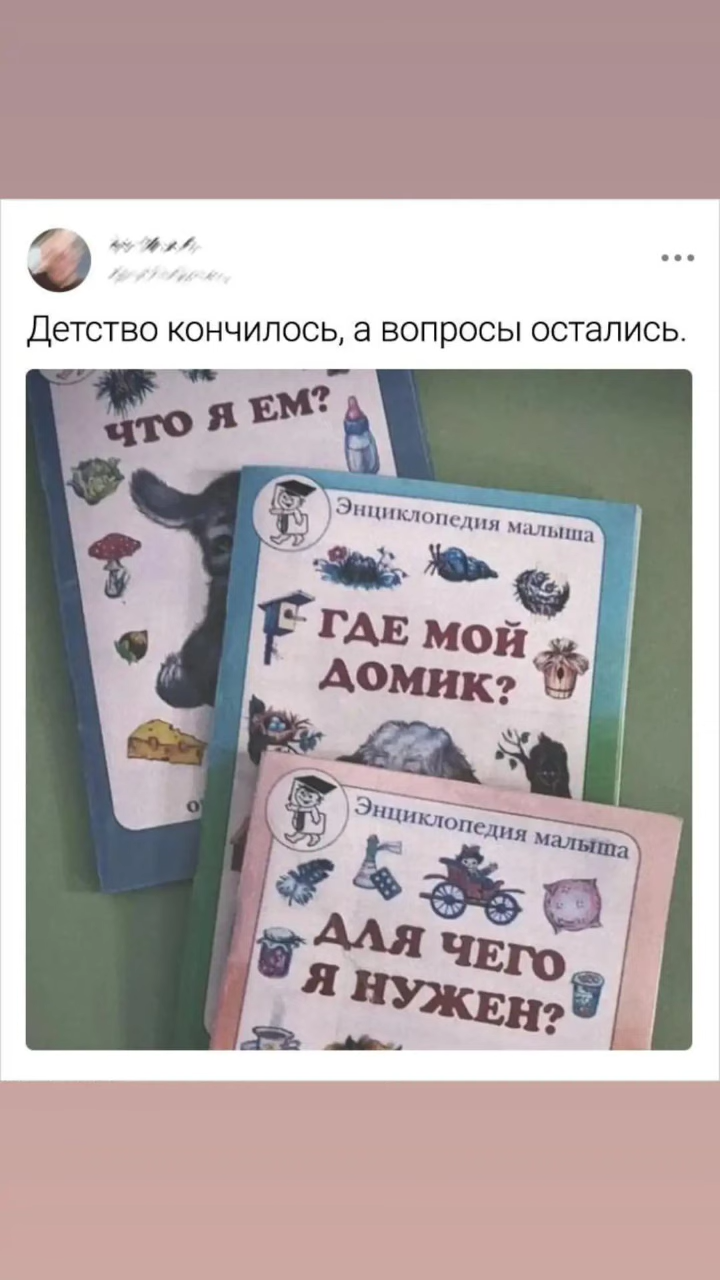 Детство кончилось, а вопросы остались.
ЧТО Я ЕМ?
Энциклопедия малыша
ГДЕ МОЙ
ДОМИК?
Энциклопедия малыша
ДЛЯ ЧЕГО
Я НУЖЕН?